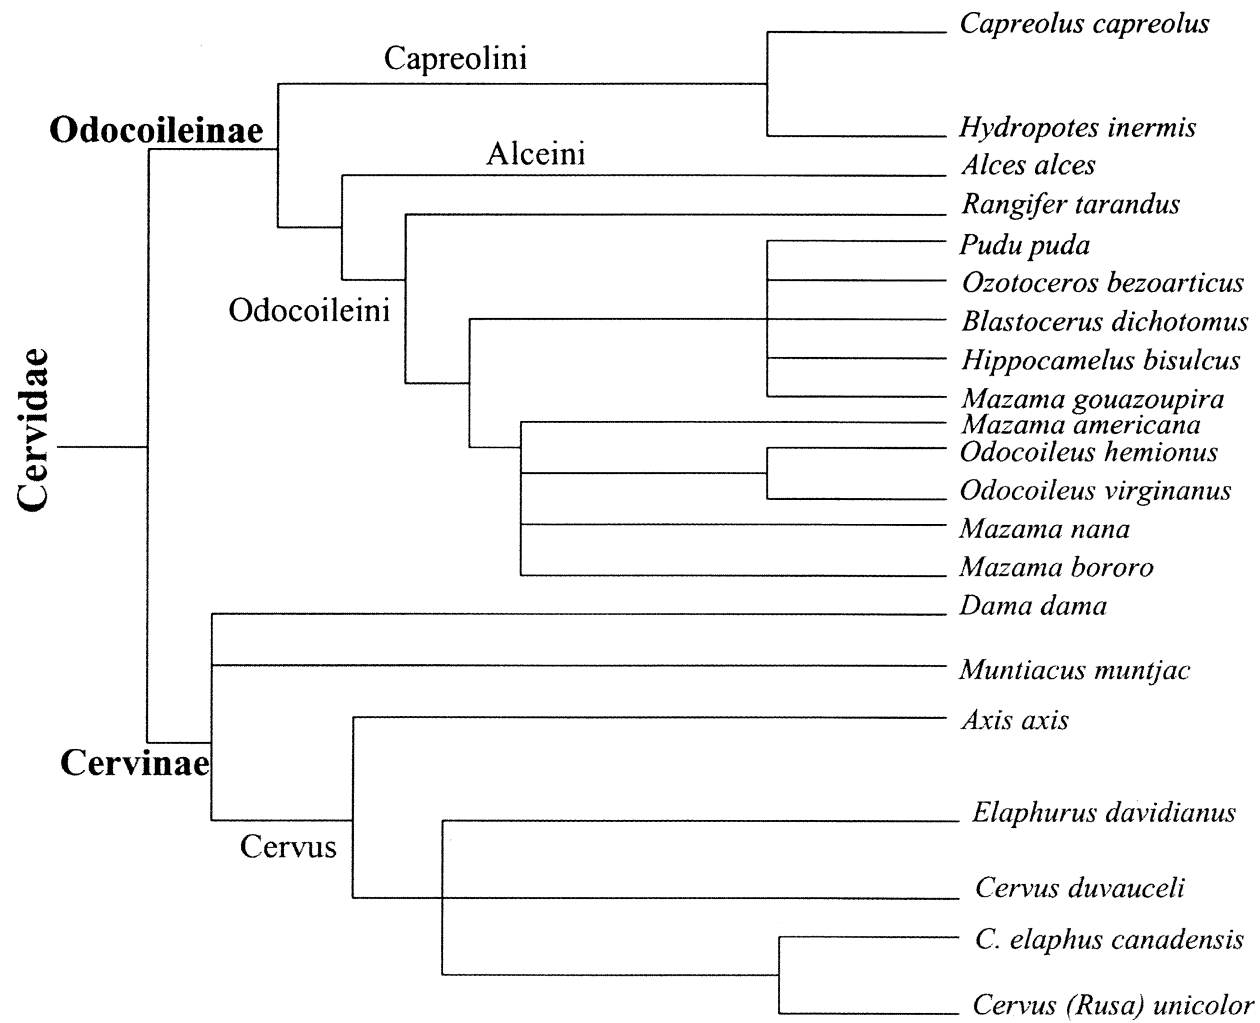 Capreolus capreolus
Capreolini
Odocoileinae
Hydropotes inermis
Alceini
Alces alces
Rangifer tarandus
Pudu puda
Ozotoceros bezoarticus
Odocoileini
Blastocerus dichotomus
Hippocamelus bisulcus
Mazama gouazoupira
Mazama americana
Cervidae
Odocoileus hemionus
Odocoileus virginanus
Mazama nana
Mazama bororo
Dama dama
Muntiacus muntjac
Axis axis
Cervinae
Elaphurus davidianus
Cervus
Cervus duvauceli
C. elaphus canadensis
Cervus (Rusa) unicolor